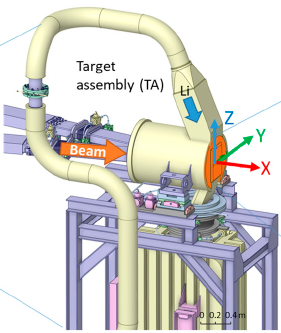 Target
assembly (TA)
Li
Z
Y
Beam
X
0 0.2 0.4 m